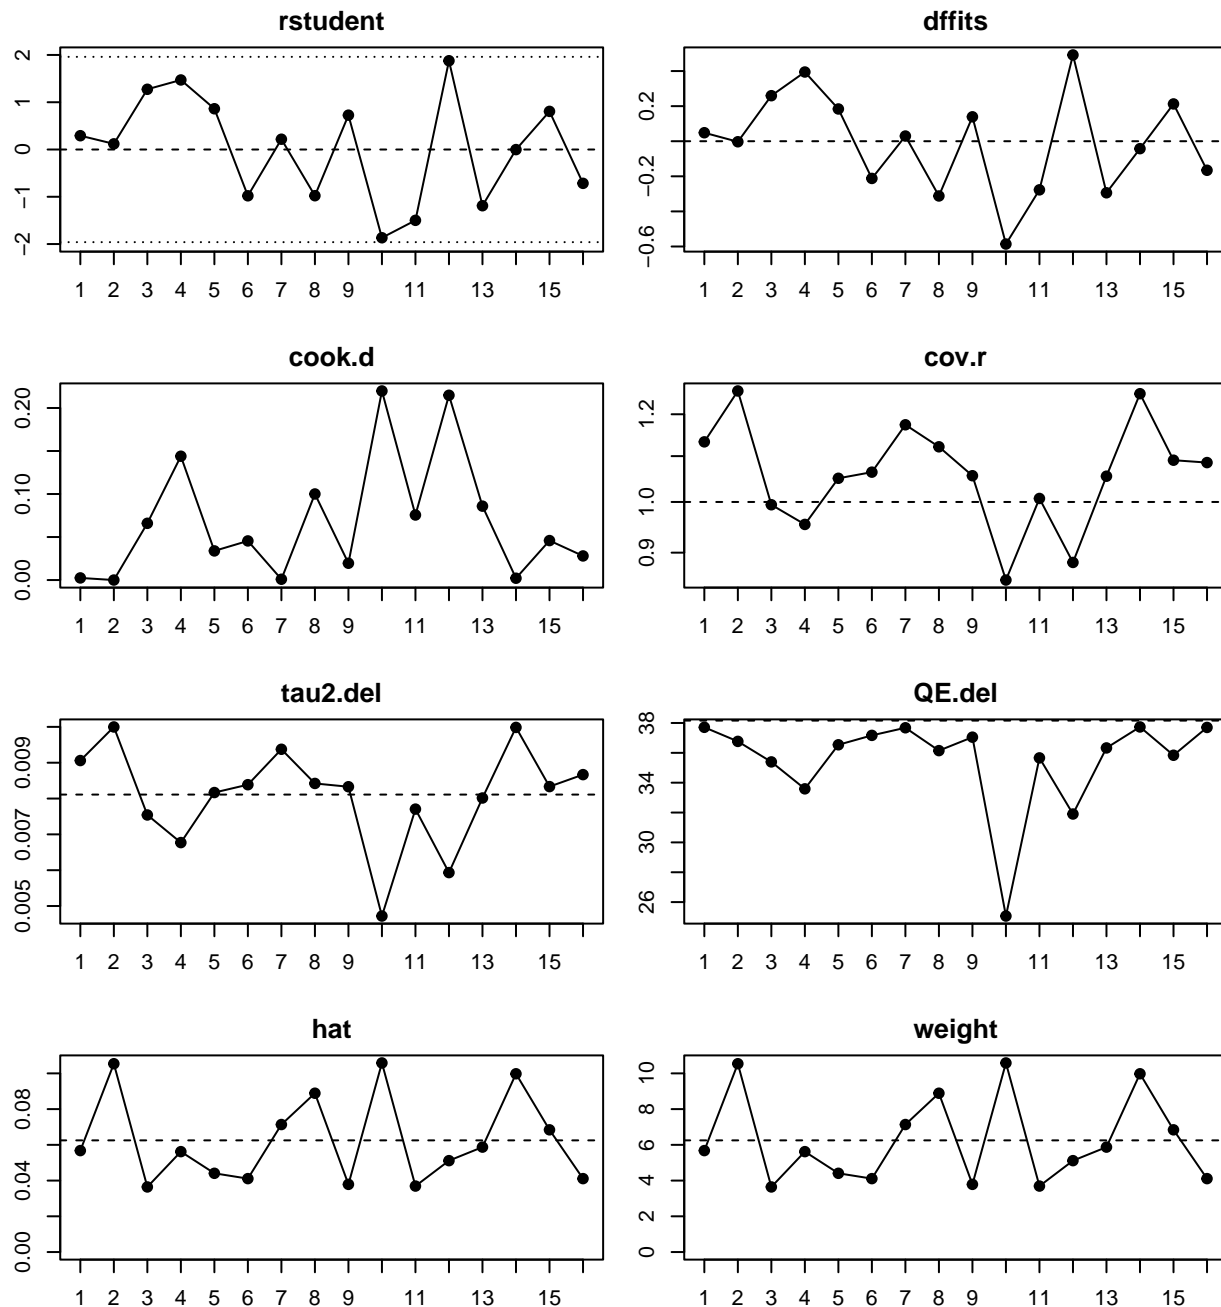 rstudent
2
1
0
−1
−2
1 2 3 4 5 6 7 8 9 11 13 15
dffits
0.2
−0.2
−0.6
1 2 3 4 5 6 7 8 9 11 13 15
cook.d
0.20
0.10
0.00
1 2 3 4 5 6 7 8 9 11 13 15
cov.r
1.2
1.0
0.9
1 2 3 4 5 6 7 8 9 11 13 15
tau2.del
0.009
0.007
0.005
1 2 3 4 5 6 7 8 9 11 13 15
QE.del
38
34
30
26
1 2 3 4 5 6 7 8 9 11 13 15
hat
0.08
0.04
0.00
1 2 3 4 5 6 7 8 9 11 13 15
weight
10
8
6
4
2
0
1 2 3 4 5 6 7 8 9 11 13 15